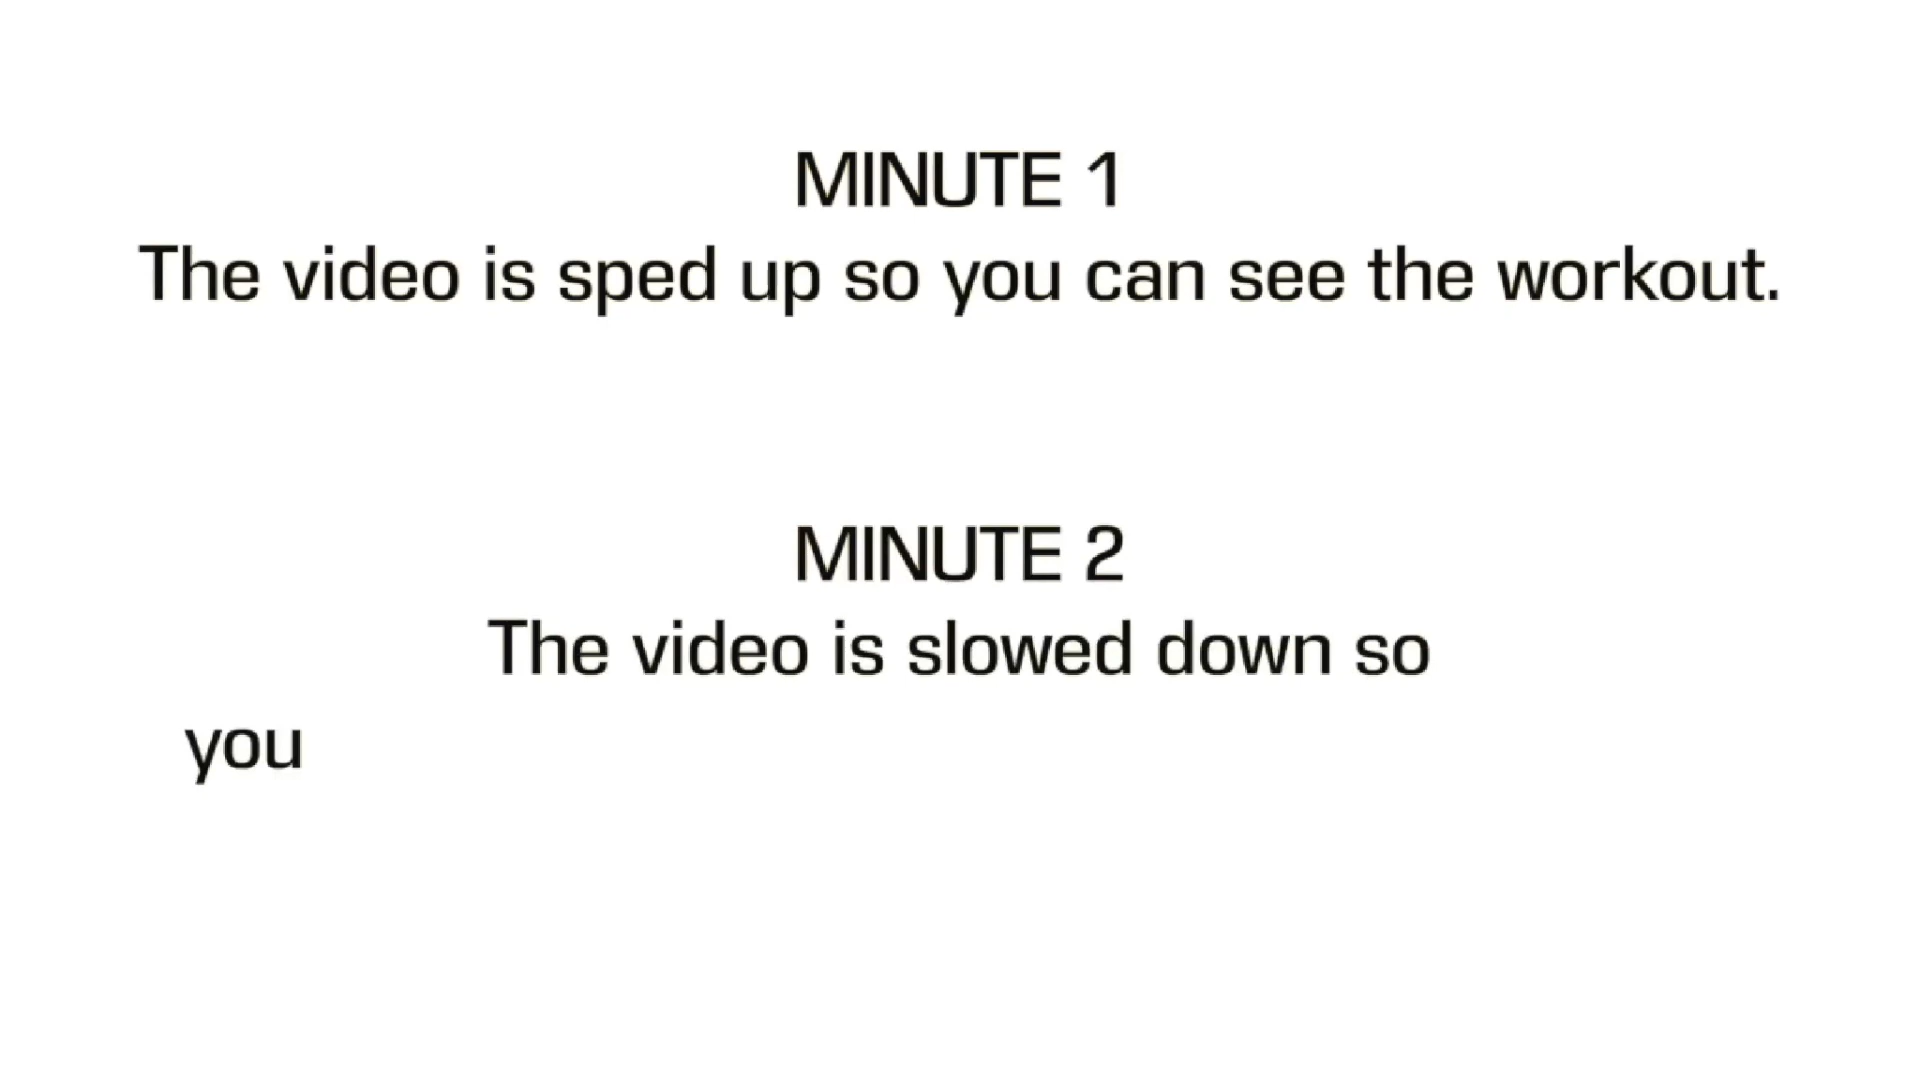 MINUTE 1
The video is sped up so you can see the workout.
MINUTE 2
The video is slowed down so
you